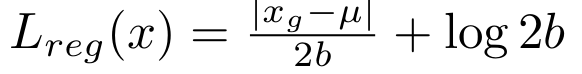 L_{reg}(x) = \frac{|x_g - \mu|}{2b} + \log 2b